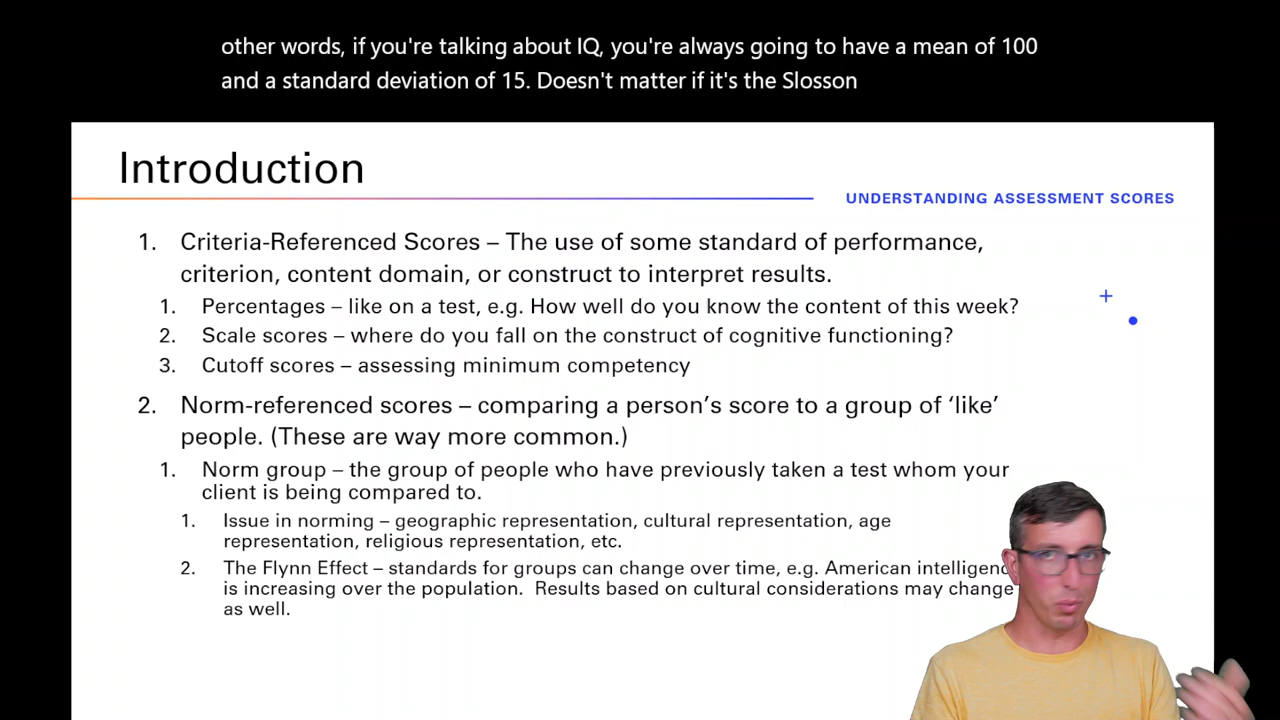 other words, if you're talking about IQ, you're always going to have a mean of 100
and a standard deviation of 15. Doesn't matter if it's the Slosson
Introduction
UNDERSTANDING ASSESSMENT SCORES
1. Criteria-Referenced Scores – The use of some standard of performance,
criterion, content domain, or construct to interpret results.
1. Percentages – like on a test, e.g. How well do you know the content of this week?
2. Scale scores – where do you fall on the construct of cognitive functioning?
3. Cutoff scores – assessing minimum competency
2. Norm-referenced scores – comparing a person's score to a group of 'like'
people. (These are way more common.)
1. Norm group – the group of people who have previously taken a test whom your
client is being compared to.
1. Issue in norming – geographic representation, cultural representation, age
representation, religious representation, etc.
2. The Flynn Effect – standards for groups can change over time, e.g. American
is increasing over the population. Results based on cultural considerations may change
as well.